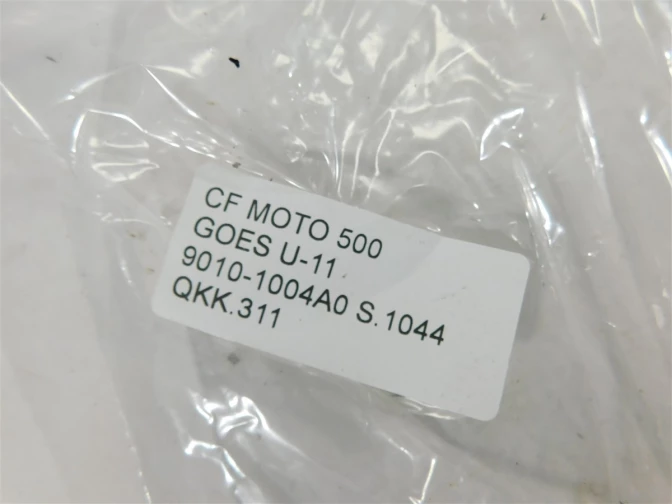 CF MOTO 500
GOES U-11
9010-1004A0 S.1044
QKK.311